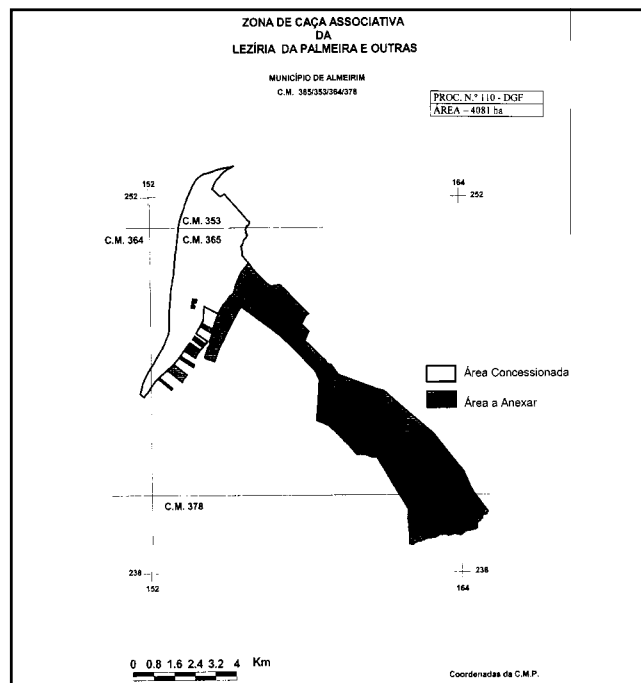 ZONA DE CAÇA ASSOCIATIVA
DA
LEZÍRIA DA PALMEIRA E OUTRAS
MUNICÍPIO DE ALMEIRIM
C.M. 365/353/364/378
PROC. N.º 110 - DGF
ÁREA – 4081 ha
152
164
252
252
C.M. 353
C.M. 364
C.M. 365
Área Concessionada
Área a Anexar
C.M. 378
238
238
152
164
0 0.8 1.6 2.4 3.2 4 Km
Coordenadas da C.M.P.